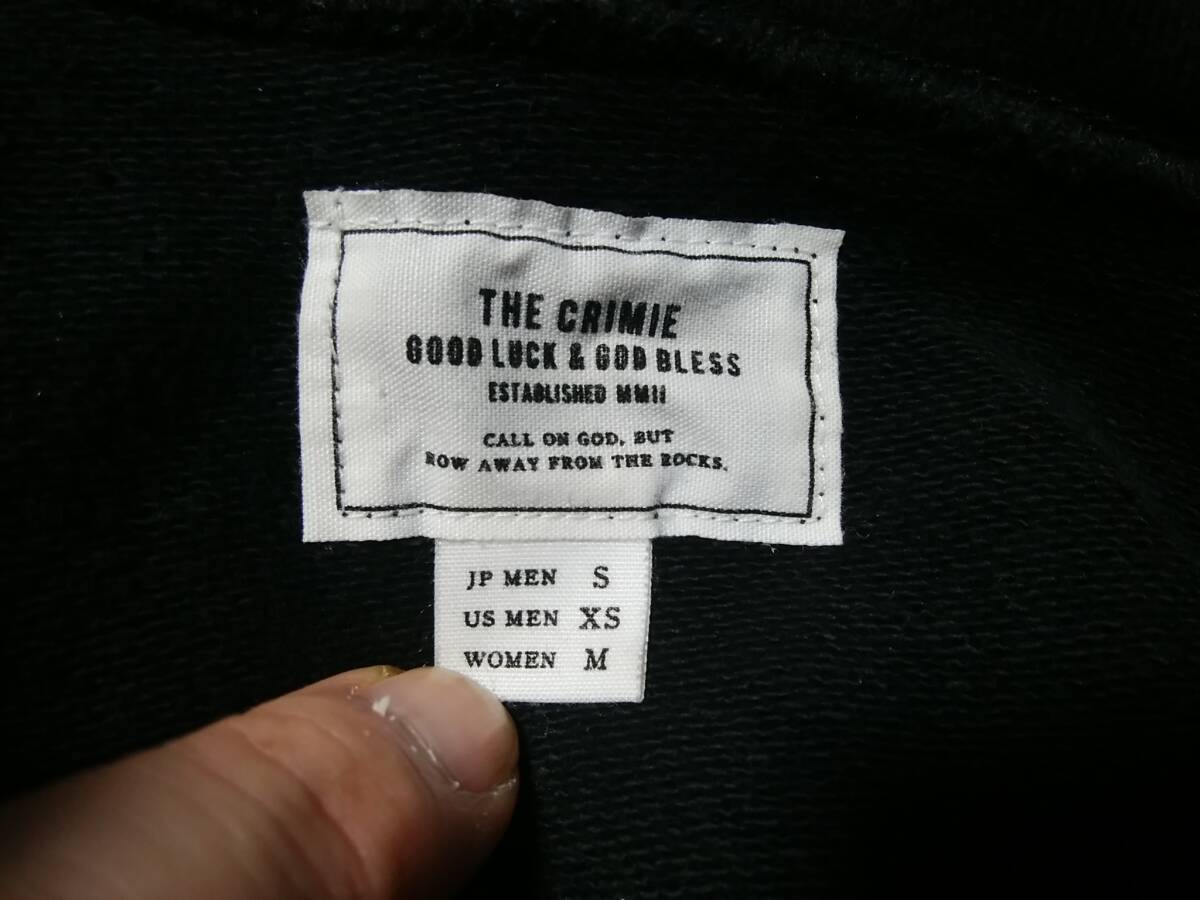 THE CRIMIE
GOOD LUCK & GOD BLESS
ESTABLISHED MMII
CALL ON GOD, BUT
ROW AWAY FROM THE ROCKS.
JP MEN S
US MEN XS
WOMEN M